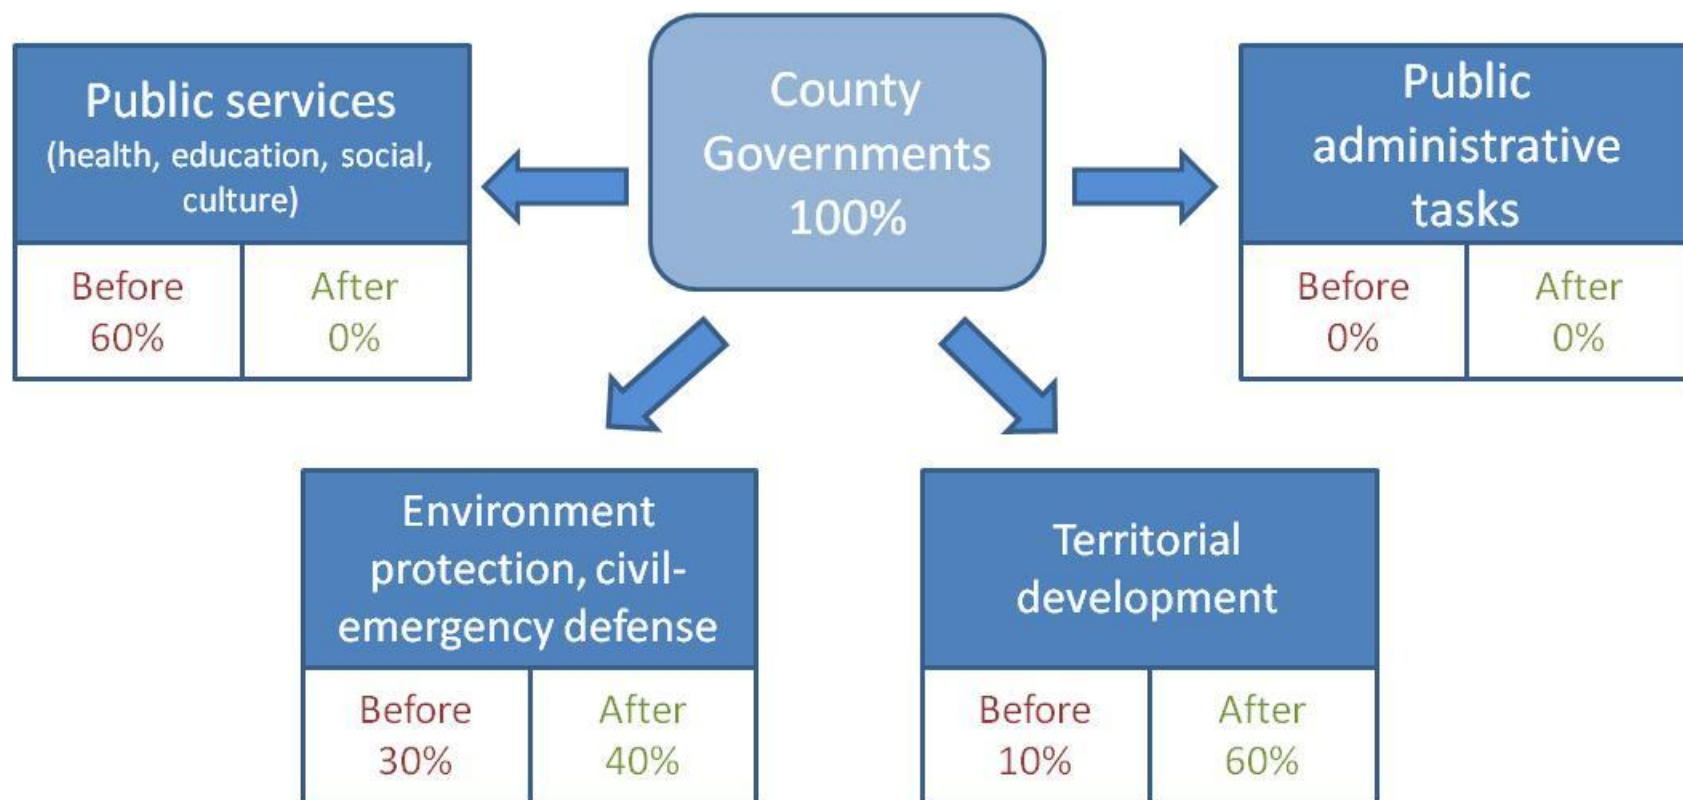 County
Governments
100%
Public services
(health, education, social,
culture)
Before
60%
After
0%
Public
administrative
tasks
Before
0%
After
0%
Environment
protection, civil-
emergency defense
Before
30%
After
40%
Territorial
development
Before
10%
After
60%